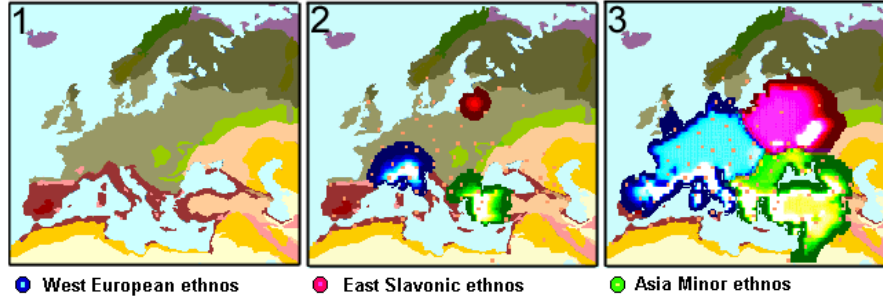 1
2
3
West European ethnos
East Slavonic ethnos
Asia Minor ethnos